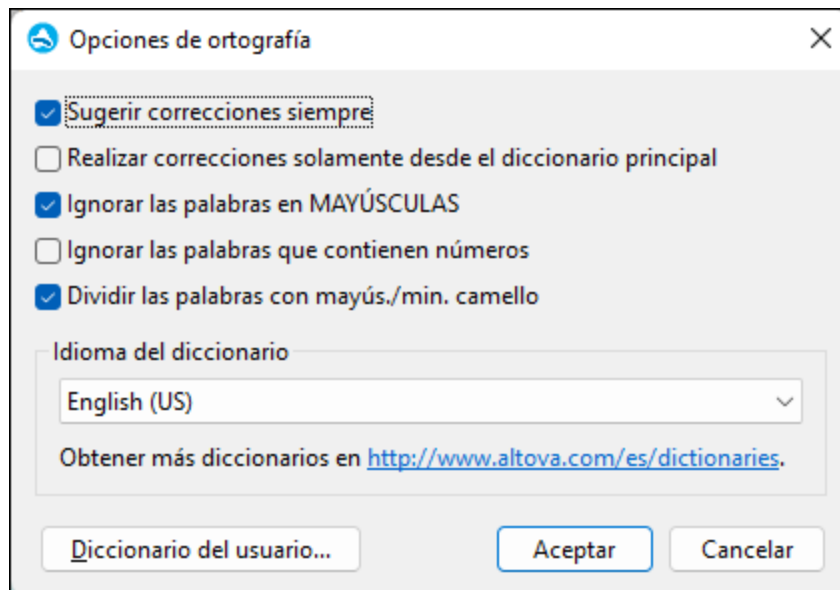 Opciones de ortografía
Sugerir correcciones siempre
Realizar correcciones solamente desde el diccionario principal
Ignorar las palabras en MAYÚSCULAS
Ignorar las palabras que contienen números
Dividir las palabras con mayús./min. camello
Idioma del diccionario
English (US)
Obtener más diccionarios en http://www.altova.com/es/dictionaries.
Diccionario del usuario... Aceptar Cancelar